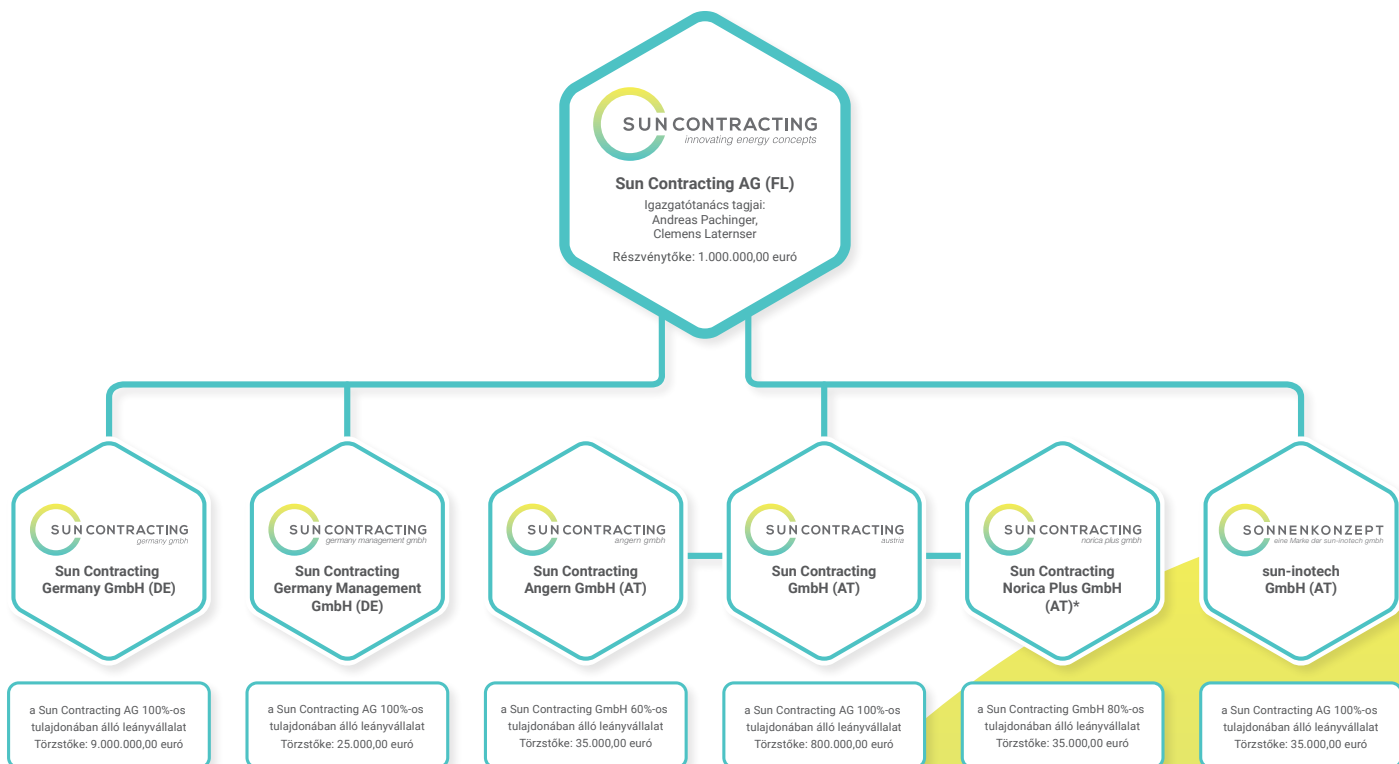 SUN CONTRACTING
innovating energy concepts
Sun Contracting AG (FL)
Igazgatótanács tagjai:
Andreas Pachinger,
Clemens Laternser
Részvénytőke: 1.000.000,00 euró
SUN CONTRACTING
germany gmbh
Sun Contracting
Germany GmbH (DE)
SUN CONTRACTING
germany management gmbh
Sun Contracting
Germany Management
GmbH (DE)
SUN CONTRACTING
angern gmbh
Sun Contracting
Angern GmbH (AT)
SUN CONTRACTING
austria
Sun Contracting
GmbH (AT)
SUN CONTRACTING
norica plus gmbh
Sun Contracting
Norica Plus GmbH
(AT)*
SONNENKONZEPT
eine Marke der sun-inotech gmbh
sun-inotech
GmbH (AT)
a Sun Contracting AG 100%-os
tulajdonában álló leányvállalat
Törzstőke: 9.000.000,00 euró
a Sun Contracting AG 100%-os
tulajdonában álló leányvállalat
Törzstőke: 25.000,00 euró
a Sun Contracting GmbH 60%-os
tulajdonában álló leányvállalat
Törzstőke: 35.000,00 euró
a Sun Contracting AG 100%-os
tulajdonában álló leányvállalat
Törzstőke: 800.000,00 euró
a Sun Contracting GmbH 80%-os
tulajdonában álló leányvállalat
Törzstőke: 35.000,00 euró
a Sun Contracting AG 100%-os
tulajdonában álló leányvállalat
Törzstőke: 35.000,00 euró